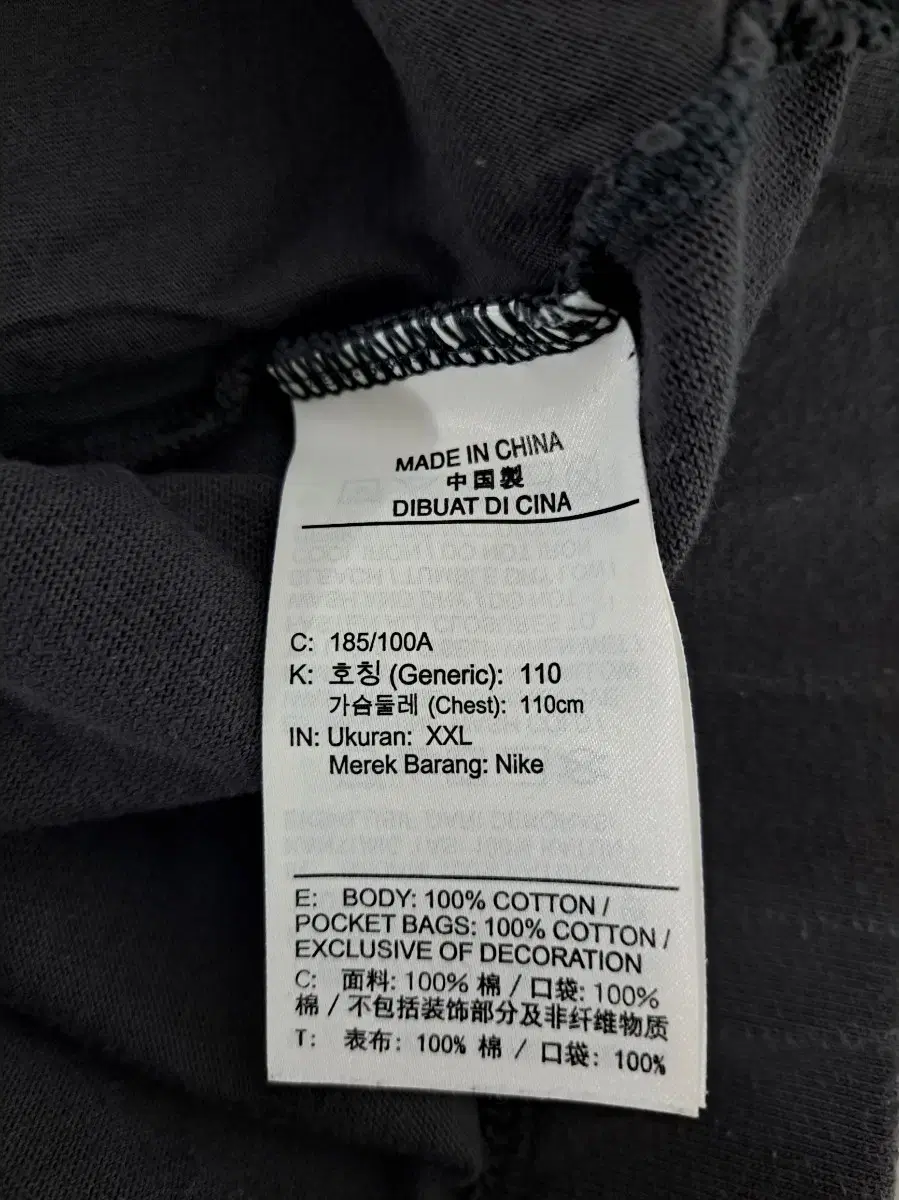 MADE IN CHINA
中国製
DIBUAT DI CINA
C: 185/100A
K: 호칭 (Generic): 110
가슴둘레 (Chest): 110cm
IN: Ukuran: XXL
Merek Barang: Nike
E: BODY: 100% COTTON /
POCKET BAGS: 100% COTTON /
EXCLUSIVE OF DECORATION
C: 面料: 100% 棉 / 口袋: 100%
棉 / 不包括装饰部分及非纤维物质
T: 表布: 100% 棉 / 口袋: 100%